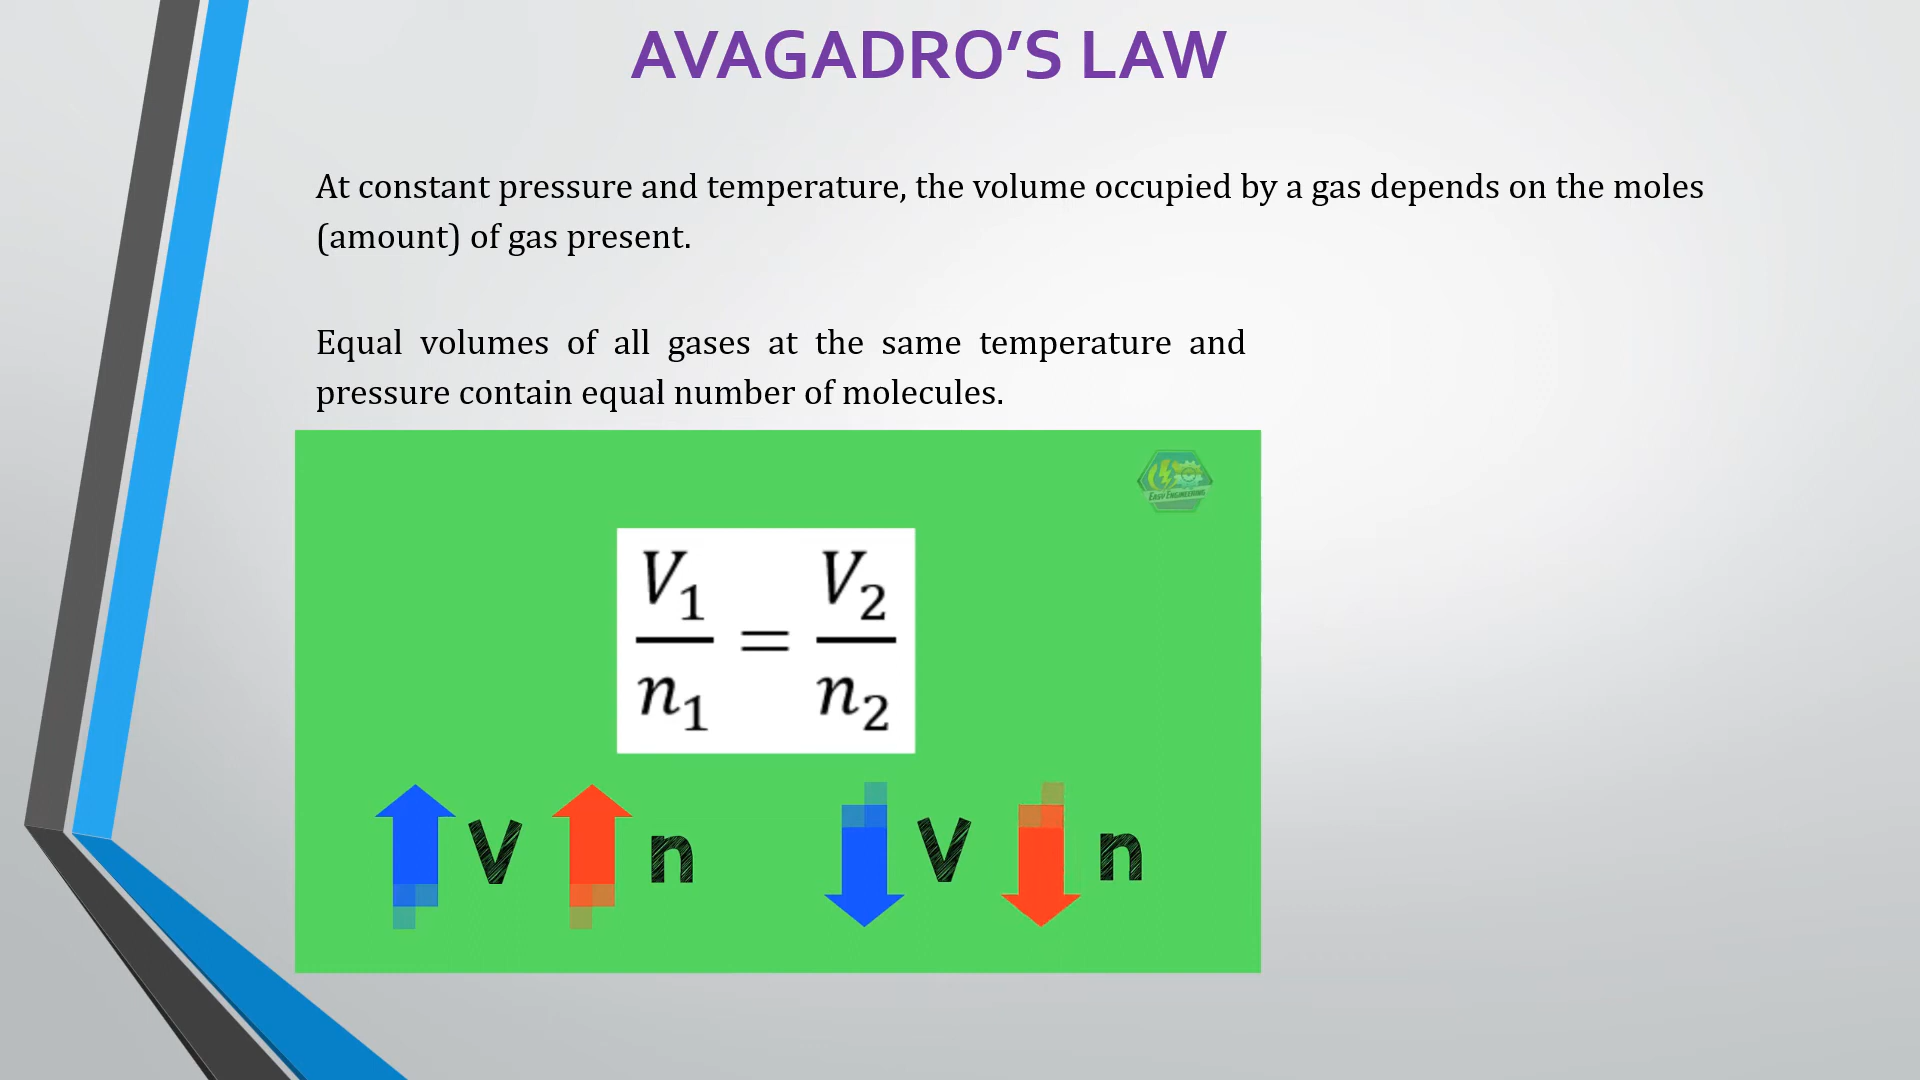 AVAGADRO’S LAW
At constant pressure and temperature, the volume occupied by a gas depends on the moles
(amount) of gas present.
Equal volumes of all gases at the same temperature and
pressure contain equal number of molecules.
EASY ENGINEERING
V₁/n₁ = V₂/n₂
V n V n